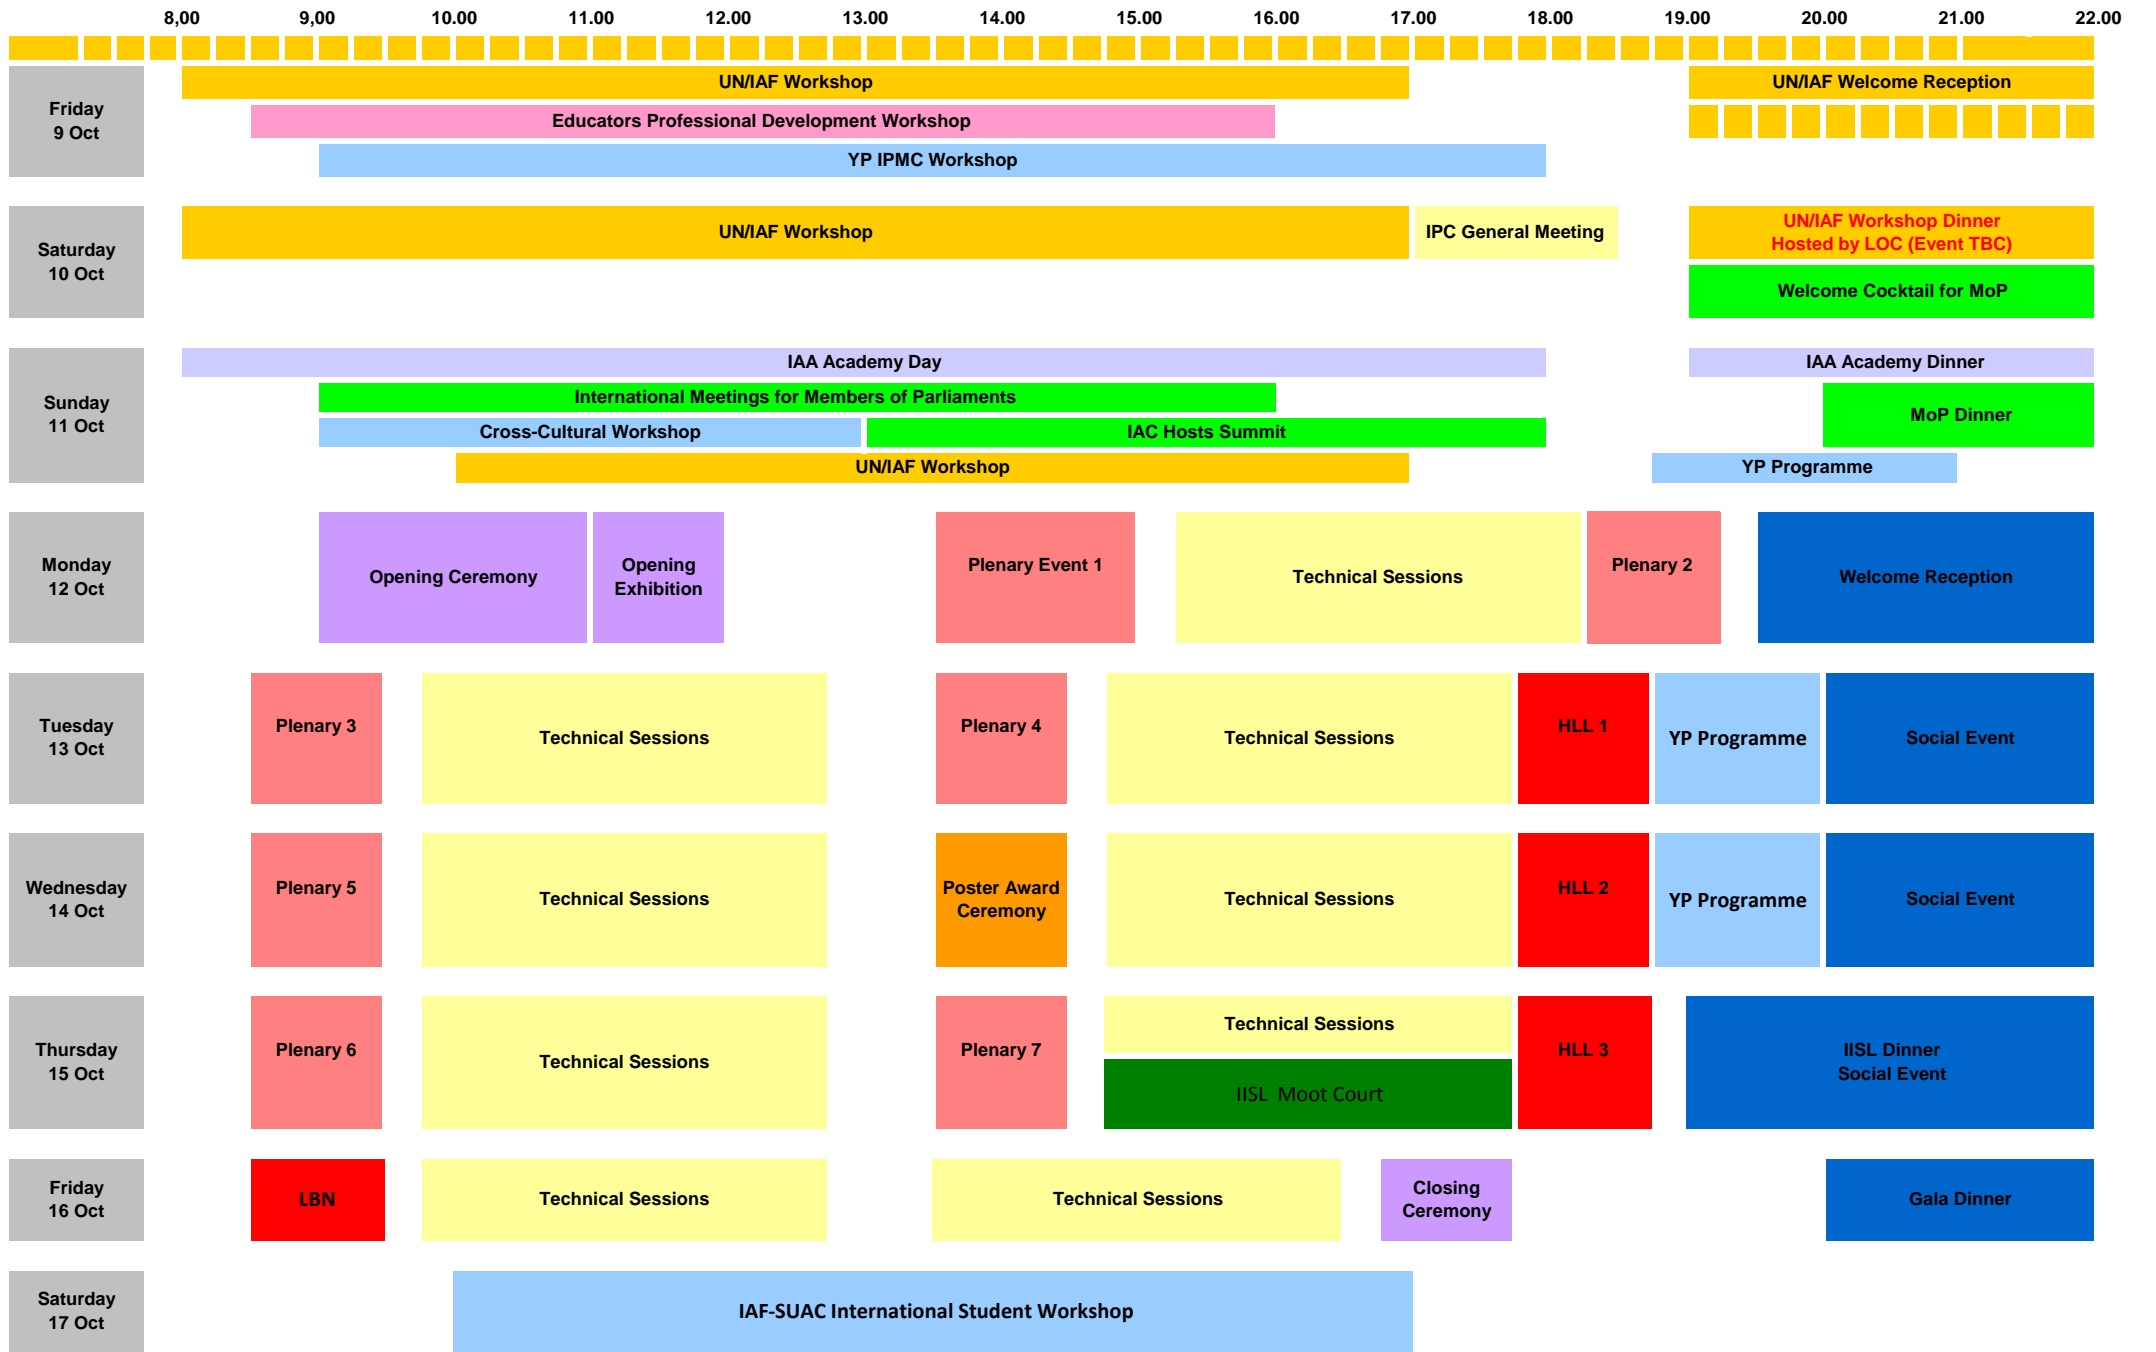 8,00 9,00 10.00 11.00 12.00 13.00 14.00 15.00 16.00 17.00 18.00 19.00 20.00 21.00 22.00
Friday
9 Oct
UN/IAF Workshop
UN/IAF Welcome Reception
Educators Professional Development Workshop
YP IPMC Workshop
Saturday
10 Oct
UN/IAF Workshop
IPC General Meeting
UN/IAF Workshop Dinner
Hosted by LOC (Event TBC)
Welcome Cocktail for MoP
Sunday
11 Oct
IAA Academy Day
IAA Academy Dinner
International Meetings for Members of Parliaments
MoP Dinner
Cross-Cultural Workshop
IAC Hosts Summit
UN/IAF Workshop
YP Programme
Monday
12 Oct
Opening Ceremony
Opening
Exhibition
Plenary Event 1
Technical Sessions
Plenary 2
Welcome Reception
Tuesday
13 Oct
Plenary 3
Technical Sessions
Plenary 4
Technical Sessions
HLL 1
YP Programme
Social Event
Wednesday
14 Oct
Plenary 5
Technical Sessions
Poster Award
Ceremony
Technical Sessions
HLL 2
YP Programme
Social Event
Thursday
15 Oct
Plenary 6
Technical Sessions
Plenary 7
Technical Sessions
IISL Moot Court
HLL 3
IISL Dinner
Social Event
Friday
16 Oct
LBN
Technical Sessions
Technical Sessions
Closing
Ceremony
Gala Dinner
Saturday
17 Oct
IAF-SUAC International Student Workshop